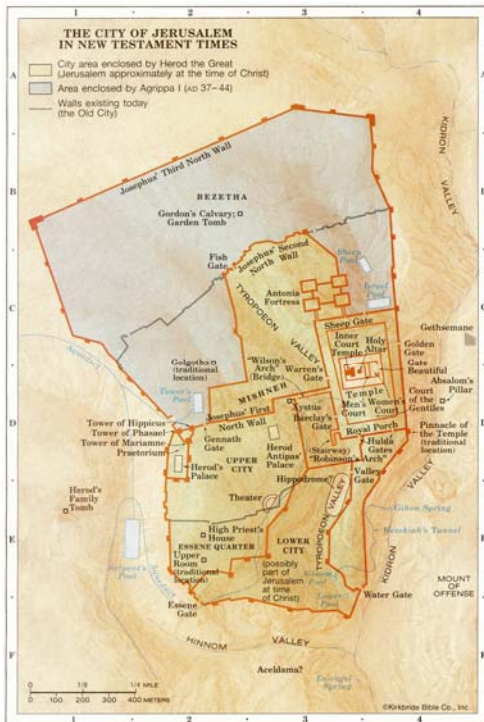 1 2 3 4
THE CITY OF JERUSALEM
IN NEW TESTAMENT TIMES
City area enclosed by Herod the Great
(Jerusalem approximately at the time of Christ)
Area enclosed by Agrippa I (AD 37–44)
Walls existing today
(the Old City)
A
A
KIDRON
VALLEY
Josephus' Third North Wall
B
B
BEZETHA
Gordon's Calvary;
Garden Tomb
Fish
Gate
Josephus' Second
North Wall
Sheep
Pool
Antonia
Fortress
Israel
Pool
TYROPOEON
VALLEY
C
C
Sheep Gate
Gethsemane
Inner
Court
Temple
Holy
Altar
Golden
Gate
Gate
Beautiful
"Wilson's
Arch"
(Bridge)
Warren's
Gate
Golgotha
(traditional
location)
Absalom's
Pillar
MISHNEH
Temple
Men's
Court
Women's
Court
Court
of the
Gentiles
Tower's
Pool
Josephus' First
North Wall
Xystus
Barclay's
Gate
Royal Porch
D
D
Tower of Hippicus
Tower of Phasael
Tower of Mariamne
Praetorium
Gennath
Gate
Pinnacle of
the Temple
(traditional
location)
UPPER
CITY
Herod
Antipas'
Palace
(Stairway)
"Robinson's Arch"
Hulda
Gates
Valley
Gate
Herod's
Palace
Hippodrome
Theater
Herod's
Family
Tomb
TYROPOEON VALLEY
Gihon Spring
Hezekiah's Tunnel
KIDRON
VALLEY
High Priest's
House
E
E
ESSENE QUARTER
LOWER
CITY
(possibly
part of
Jerusalem
at time
of Christ)
Upper
Room
(traditional
location)
Serpent's
Pool
Aqueduct
MOUNT
OF
OFFENSE
Essene
Gate
Water Gate
HINNOM VALLEY
F
F
Aceldama?
En-rogel
Spring
0 1/8 1/4 MILE
0 100 200 300 400 METERS
©Kirkbride Bible Co., Inc.
1 2 3 4